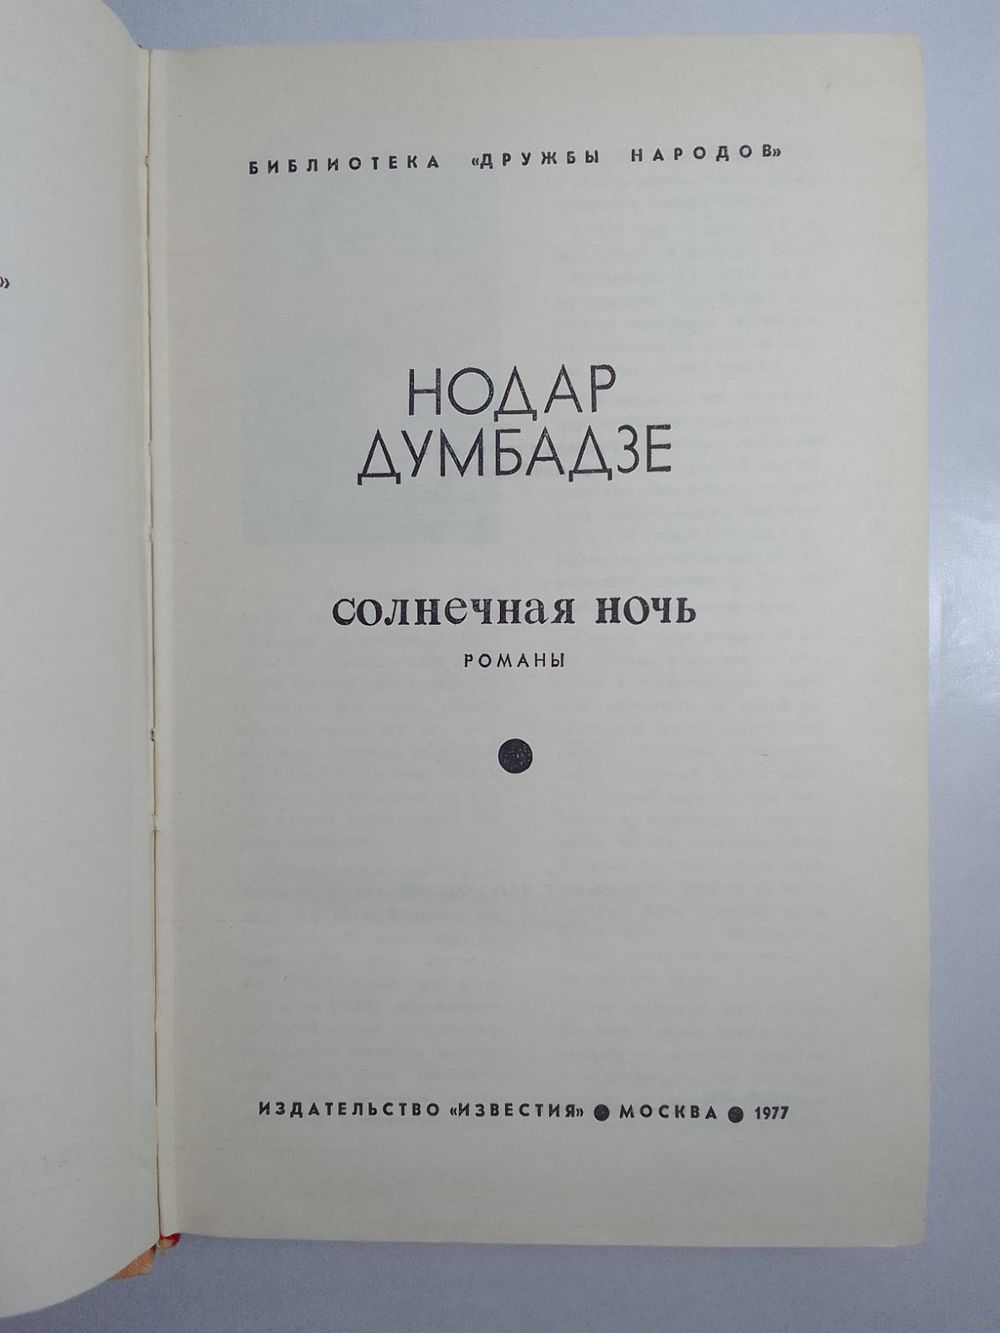 БИБЛИОТЕКА «ДРУЖБЫ НАРОДОВ»
»
НОДАР
ДУМБАДЗЕ
солнечная ночь
РОМАНЫ
ИЗДАТЕЛЬСТВО «ИЗВЕСТИЯ» ● МОСКВА ● 1977